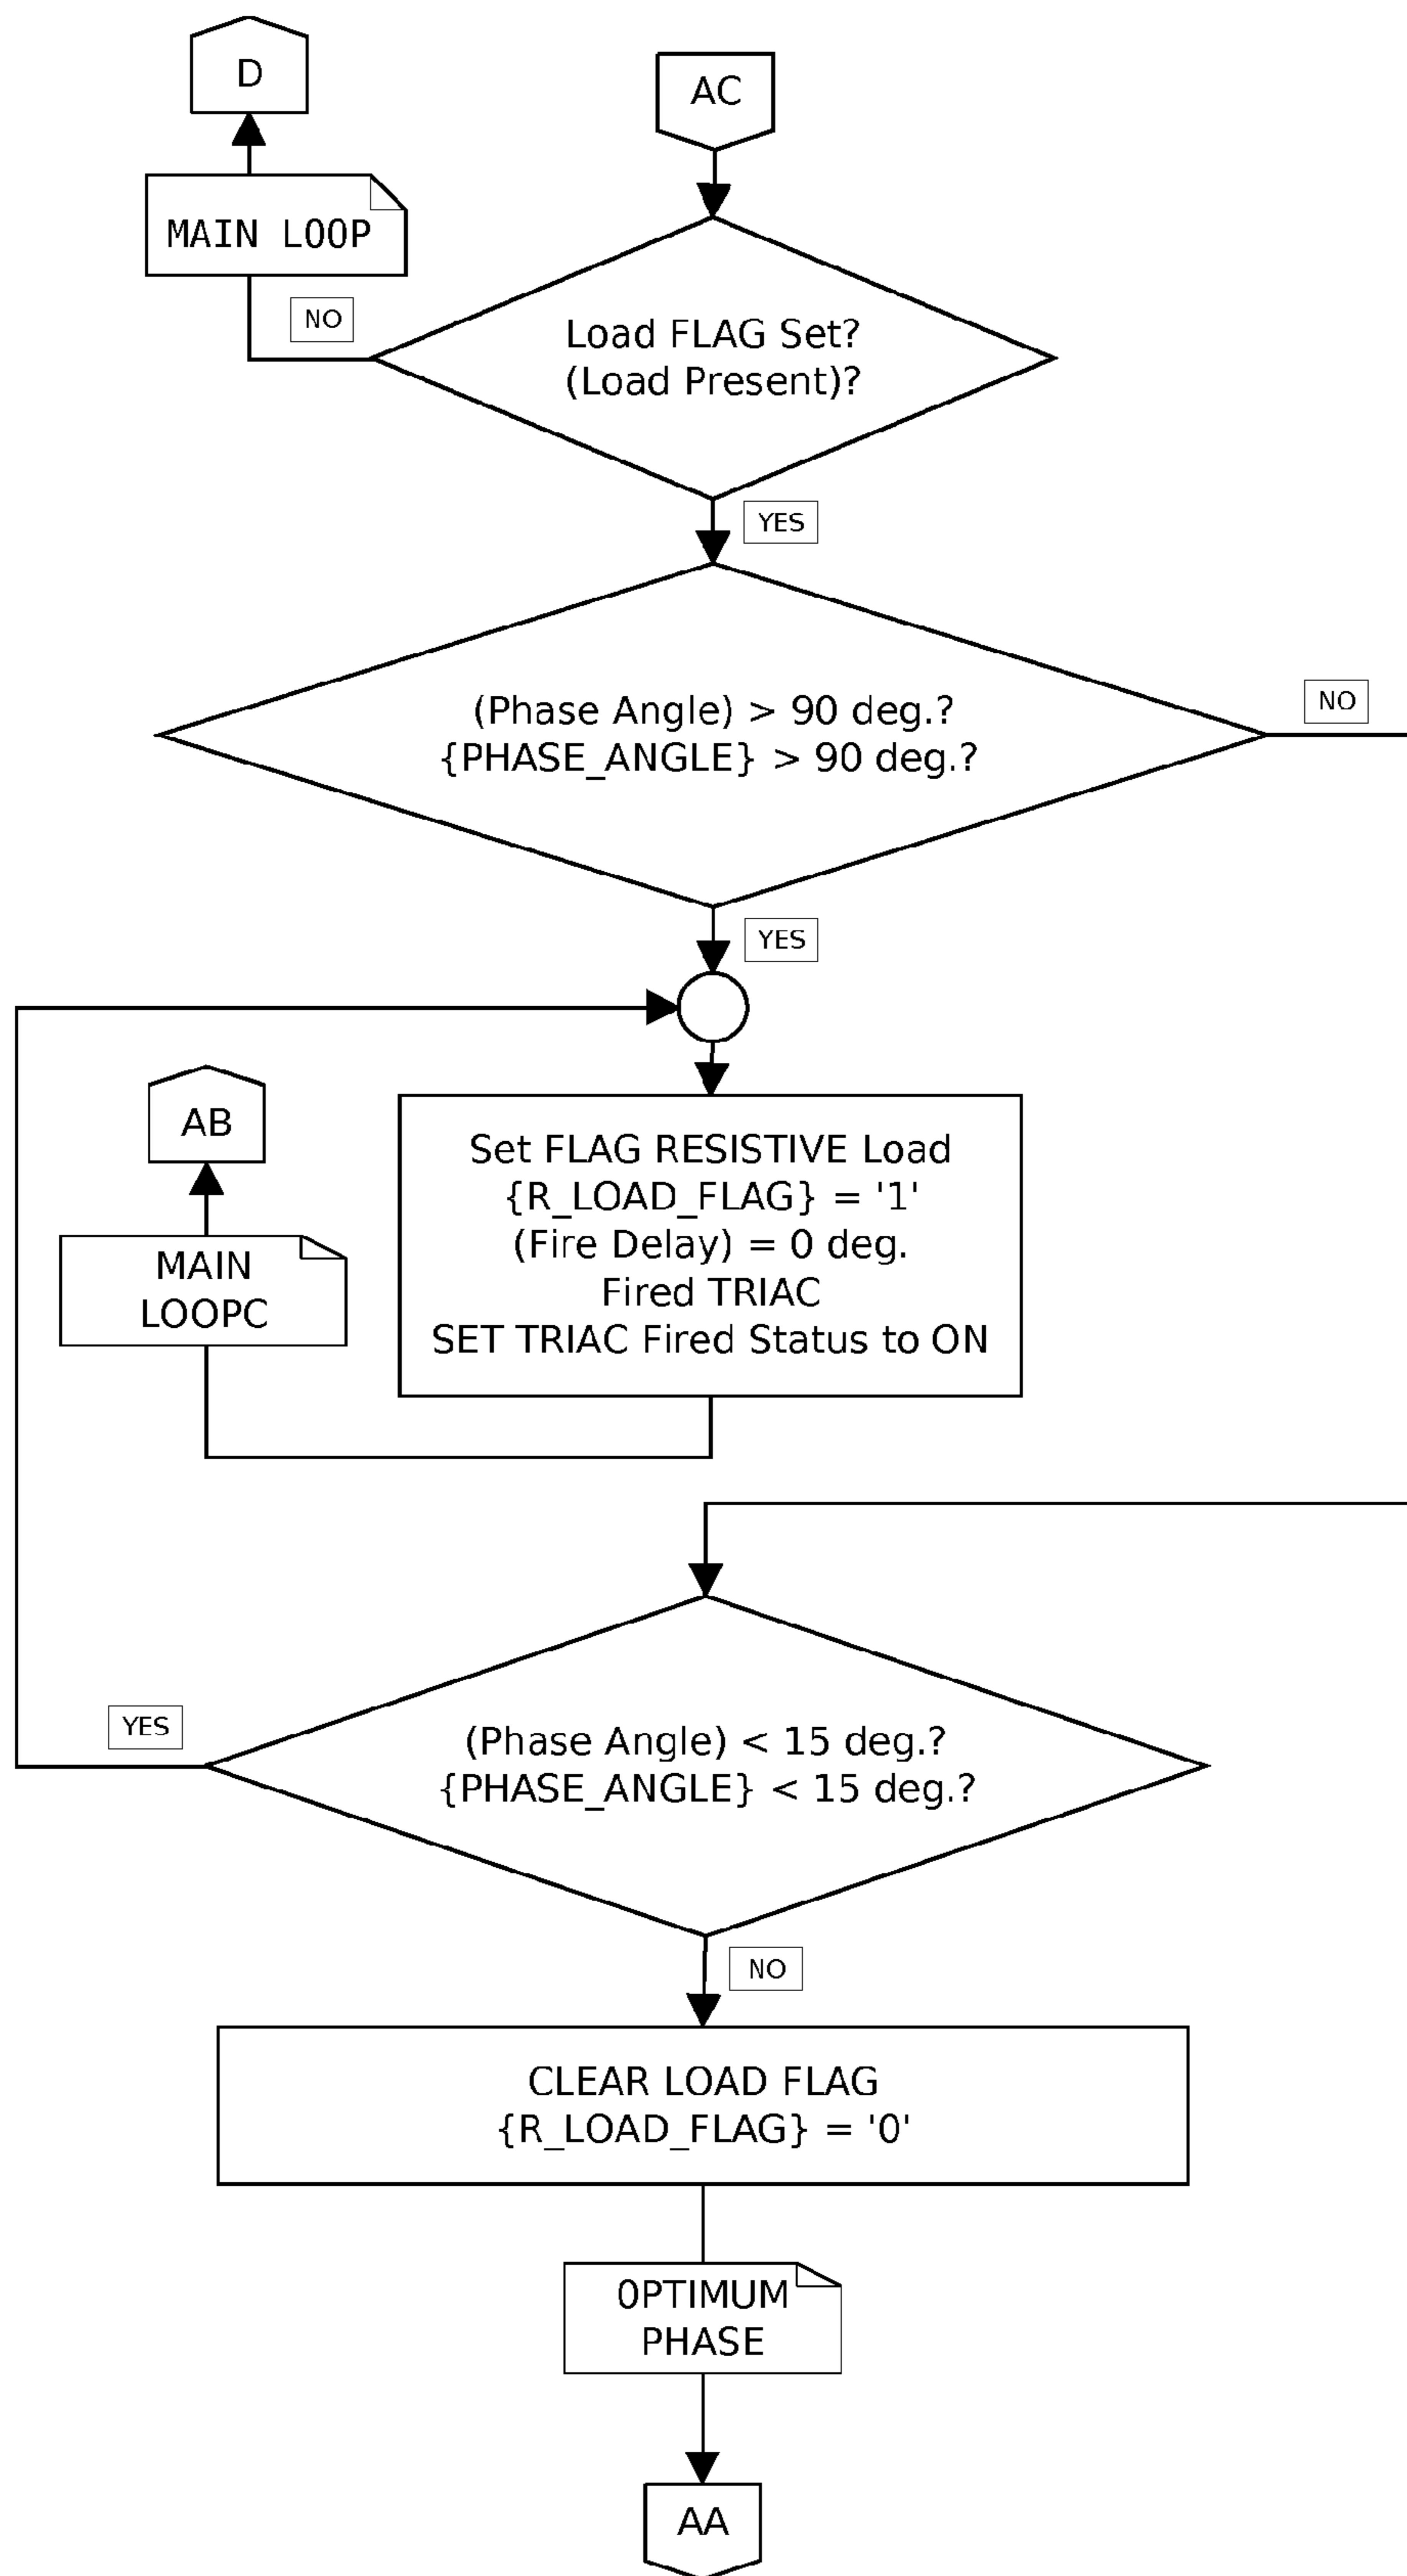 D
AC
MAIN LOOP
NO
Load FLAG Set?
(Load Present)?
YES
(Phase Angle) > 90 deg.?
{PHASE_ANGLE} > 90 deg.?
NO
YES
AB
MAIN
LOOPC
Set FLAG RESISTIVE Load
{R_LOAD_FLAG} = '1'
(Fire Delay) = 0 deg.
Fired TRIAC
SET TRIAC Fired Status to ON
YES
(Phase Angle) < 15 deg.?
{PHASE_ANGLE} < 15 deg.?
NO
CLEAR LOAD FLAG
{R_LOAD_FLAG} = '0'
0PTIMUM
PHASE
AA